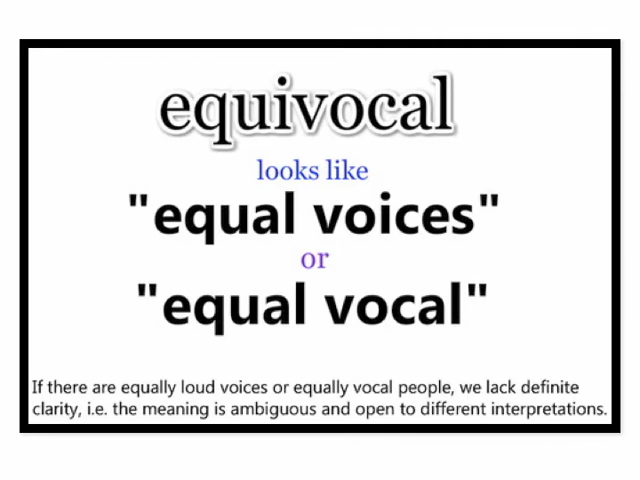 equivocal
looks like
"equal voices"
or
"equal vocal"
If there are equally loud voices or equally vocal people, we lack definite
clarity, i.e. the meaning is ambiguous and open to different interpretations.